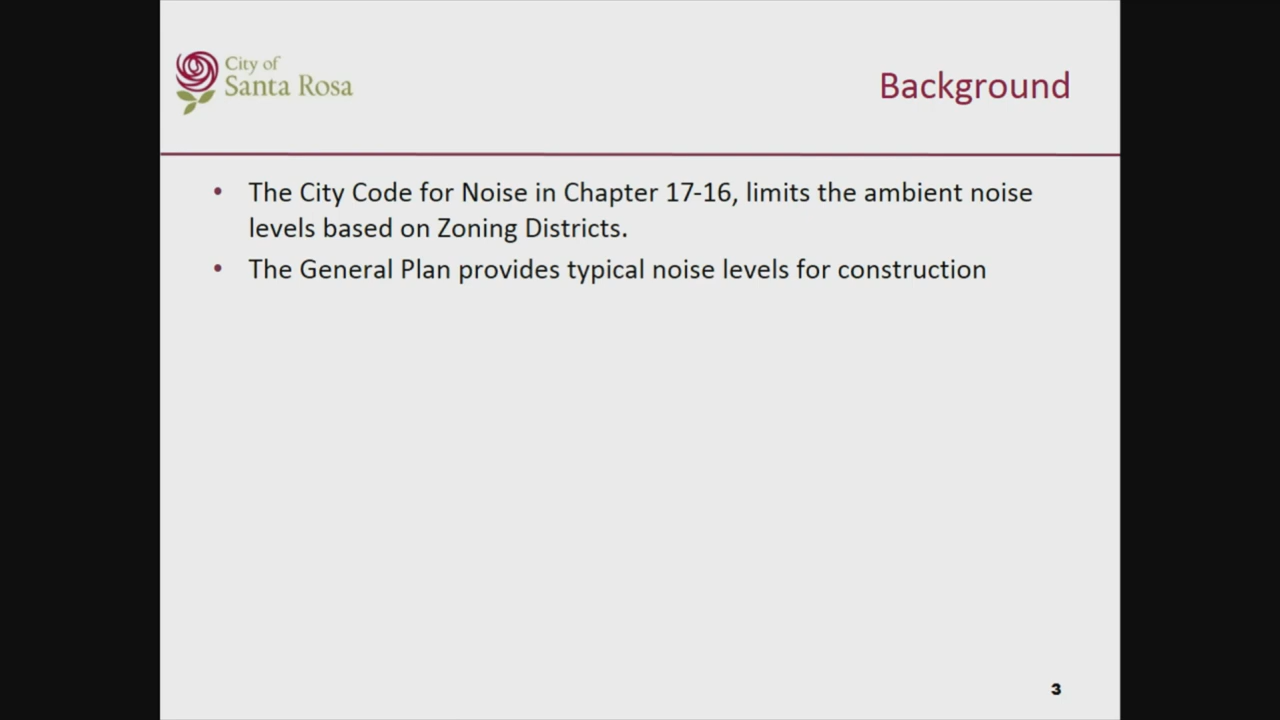 City of
Santa Rosa
Background
• The City Code for Noise in Chapter 17-16, limits the ambient noise
levels based on Zoning Districts.
• The General Plan provides typical noise levels for construction
3